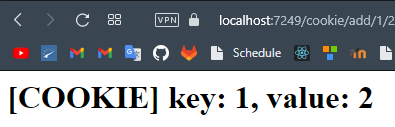 VPN
localhost:7249/cookie/add/1/2
Schedule
[COOKIE] key: 1, value: 2